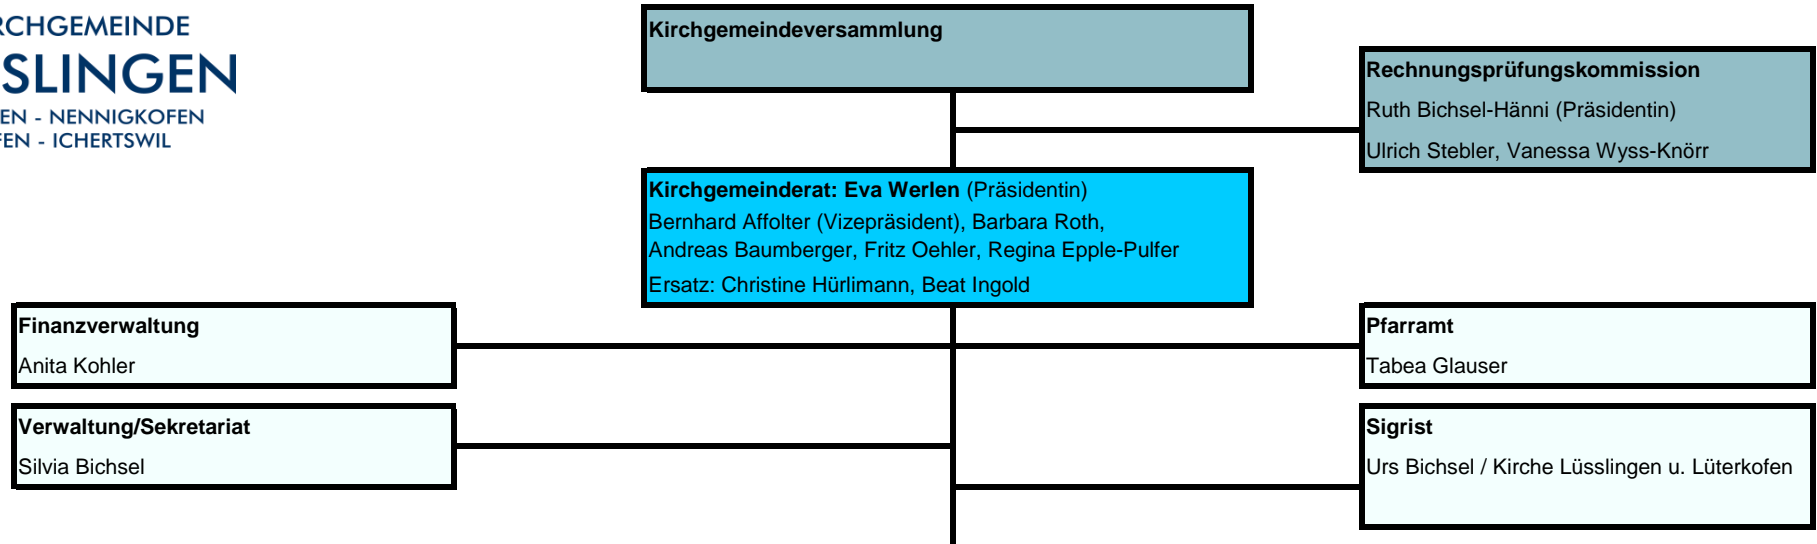 RCHGEMEINDE
SLINGEN
EN - NENNIGKOFEN
FEN - ICHERTSWIL
Kirchgemeindeversammlung
Rechnungsprüfungskommission
Ruth Bichsel-Hänni (Präsidentin)
Ulrich Stebler, Vanessa Wyss-Knörr
Kirchgemeinderat: Eva Werlen (Präsidentin)
Bernhard Affolter (Vizepräsident), Barbara Roth,
Andreas Baumberger, Fritz Oehler, Regina Epple-Pulfer
Ersatz: Christine Hürlimann, Beat Ingold
Finanzverwaltung
Anita Kohler
Pfarramt
Tabea Glauser
Verwaltung/Sekretariat
Silvia Bichsel
Sigrist
Urs Bichsel / Kirche Lüsslingen u. Lüterkofen